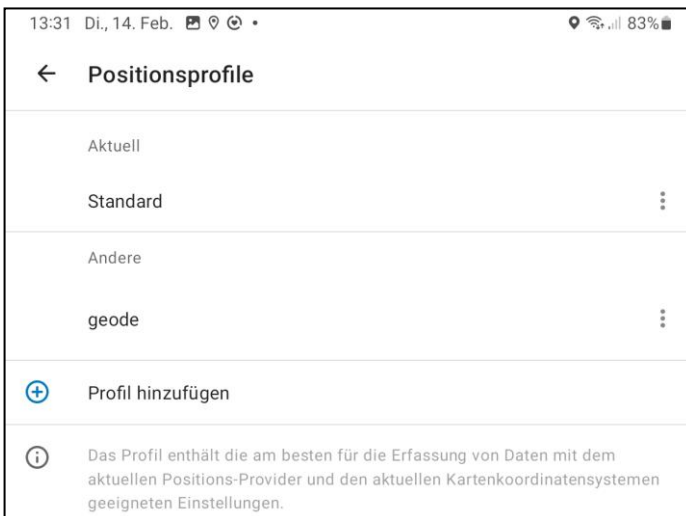 13:31 Di., 14. Feb. 83%
Positionsprofile
Aktuell
Standard
Andere
geode
Profil hinzufügen
Das Profil enthält die am besten für die Erfassung von Daten mit dem
aktuellen Positions-Provider und den aktuellen Kartenkoordinatensystemen
geeigneten Einstellungen.